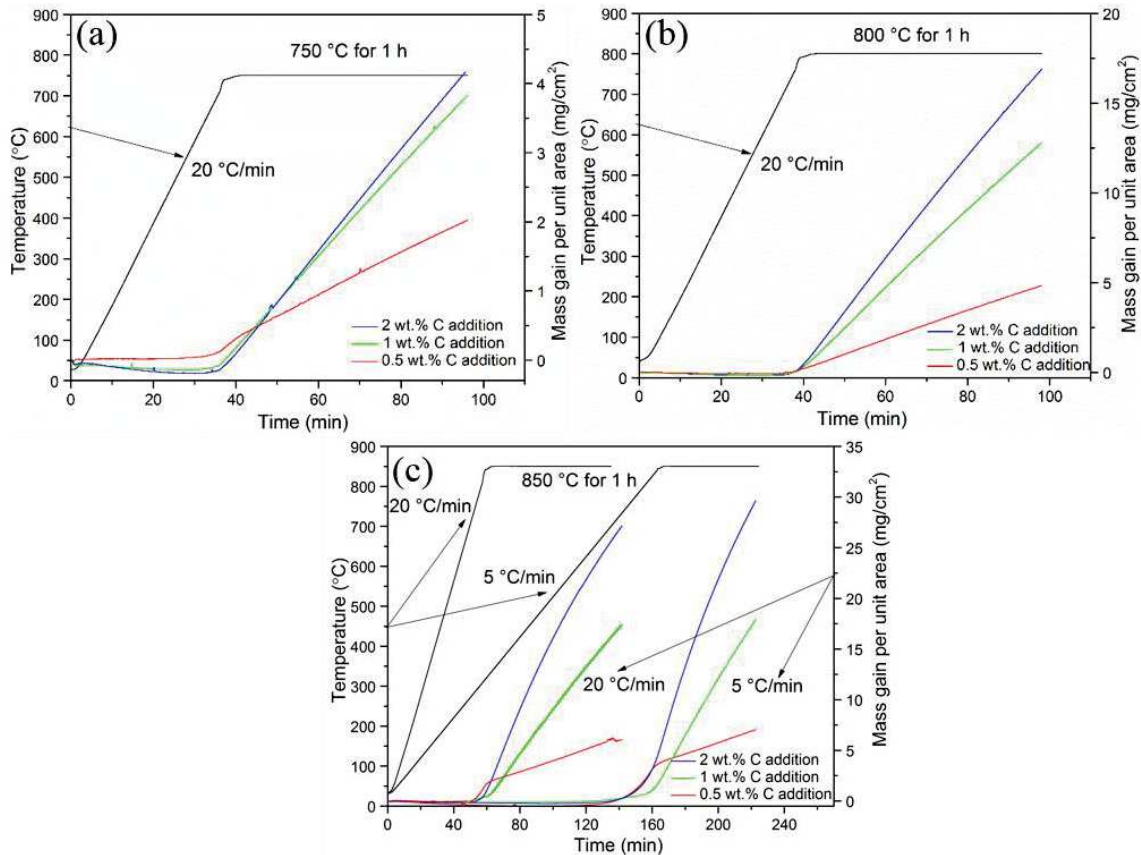 (a)
750 °C for 1 h
20 °C/min
Temperature (°C)
900
800
700
600
500
400
300
200
100
0
0 20 40 60 80 100
Time (min)
5
4
3
2
1
0
Mass gain per unit area (mg/cm²)
2 wt.% C addition
1 wt.% C addition
0.5 wt.% C addition
(b)
800 °C for 1 h
20 °C/min
Temperature (°C)
900
800
700
600
500
400
300
200
100
0
0 20 40 60 80 100
Time (min)
20
15
10
5
0
Mass gain per unit area (mg/cm²)
2 wt.% C addition
1 wt.% C addition
0.5 wt.% C addition
(c)
850 °C for 1 h
20 °C/min
5 °C/min
20 °C/min
5 °C/min
Temperature (°C)
900
800
700
600
500
400
300
200
100
0
0 40 80 120 160 200 240
Time (min)
35
30
25
20
15
10
5
0
Mass gain per unit area (mg/cm²)
2 wt.% C addition
1 wt.% C addition
0.5 wt.% C addition